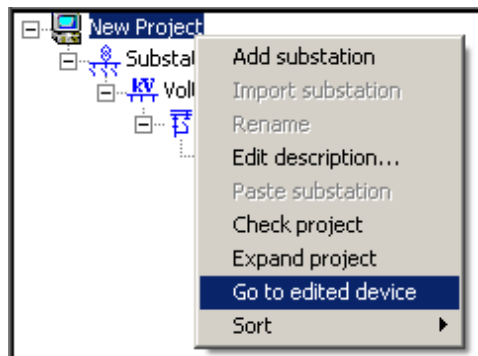 New Project
Substat
Add substation
Import substation
kV Volt
Rename
Edit description...
Paste substation
Check project
Expand project
Go to edited device
Sort